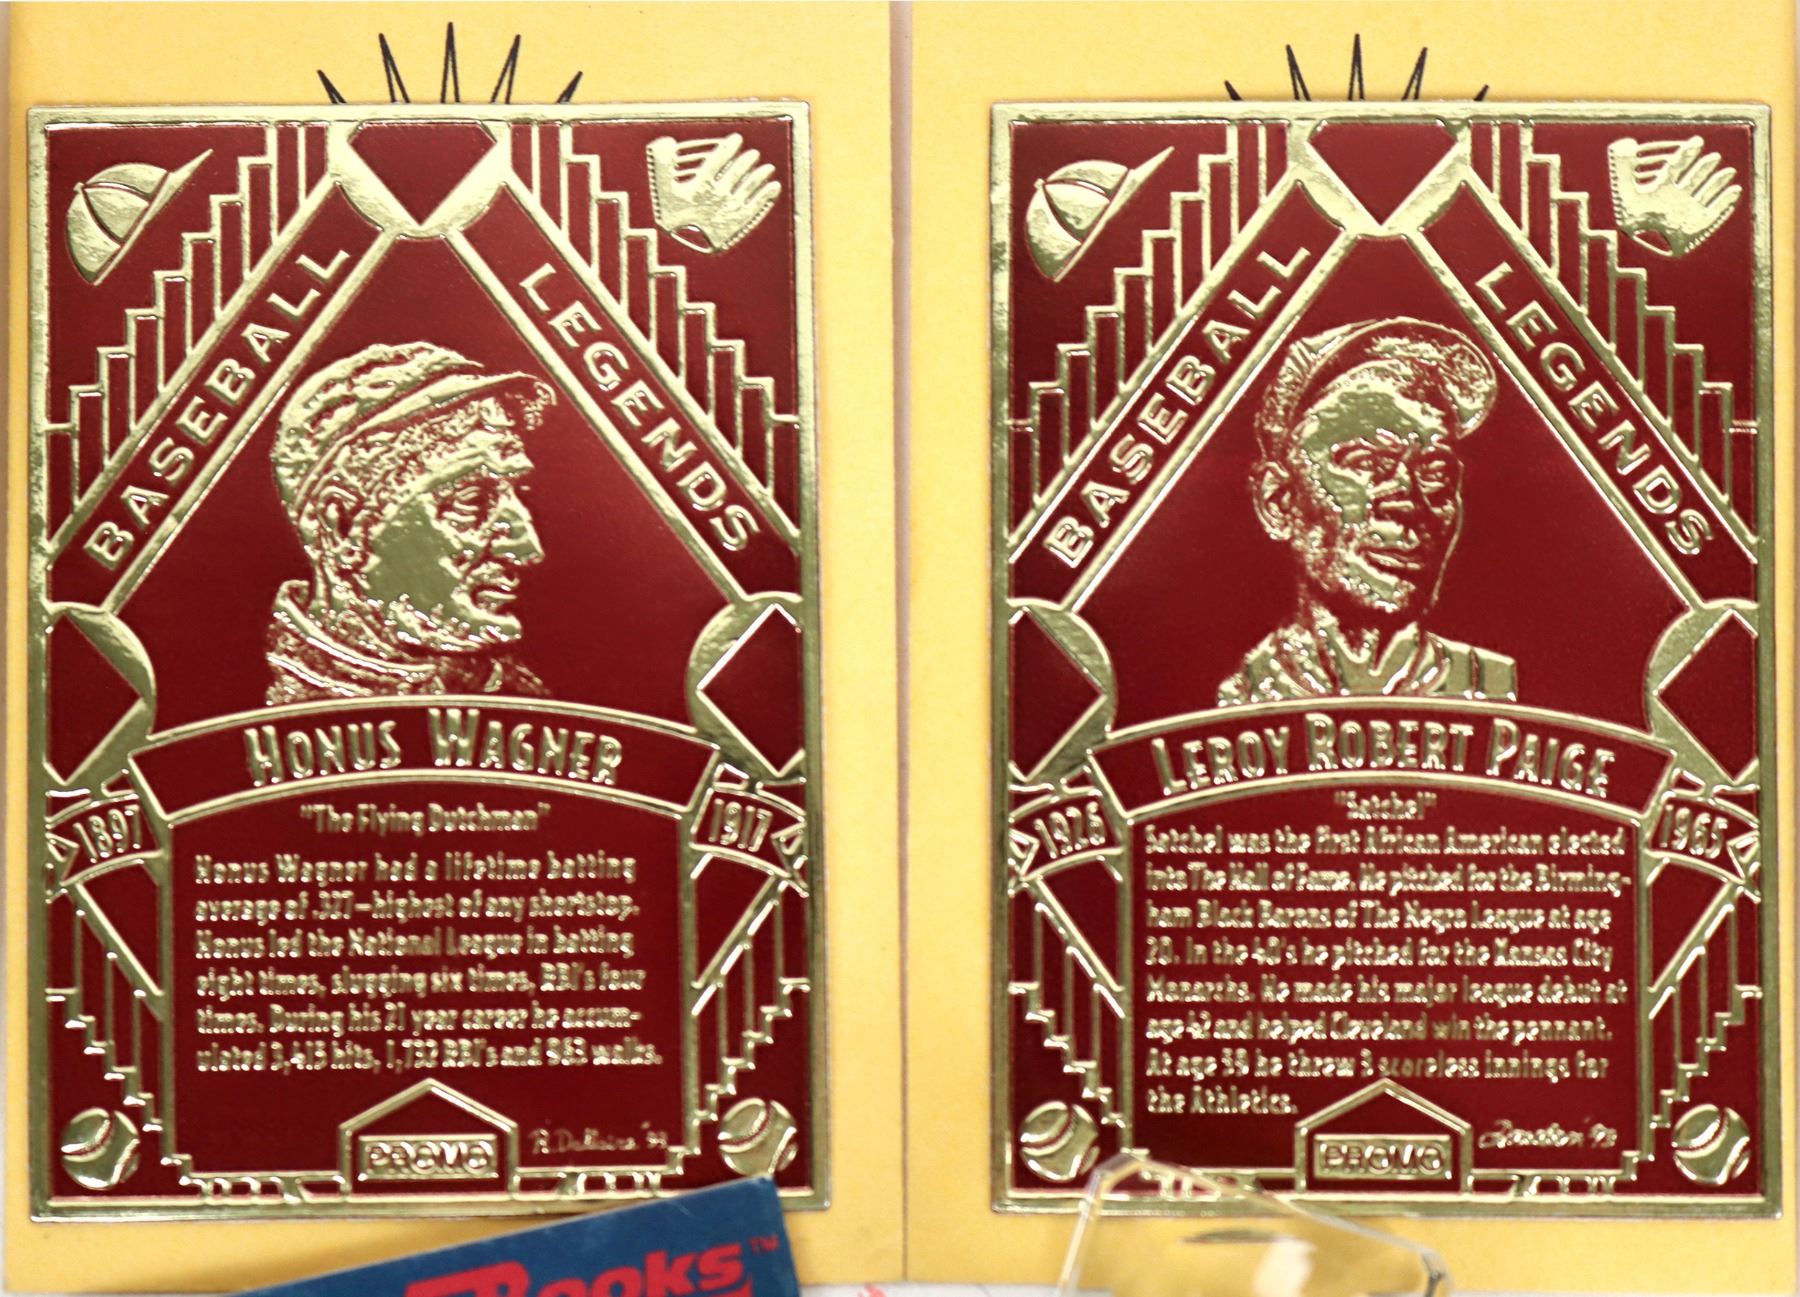 BASEBALL
LEGENDS
HONUS WAGNER
1897
1917
"The Flying Dutchman"
Honus Wagner had a lifetime batting
average of .327—highest of any shortstop.
Honus led the National League in batting
eight times, slugging six times, RBI's four
times. During his 21 year career he accum-
ulated 3,415 hits, 1,732 RBI's and 963 walks.
PROMO
BASEBALL
LEGENDS
LEROY ROBERT PAIGE
1926
1965
"Satchel"
Satchel was the first African American elected
into The Hall of Fame. He pitched for the Birming-
ham Black Barons of The Negro League at age
20. In the 40's he pitched for the Kansas City
Monarchs. He made his major league debut at
age 42 and helped Cleveland win the pennant.
At age 59 he threw 3 scoreless innings for
the Athletics.
PROMO
Books™